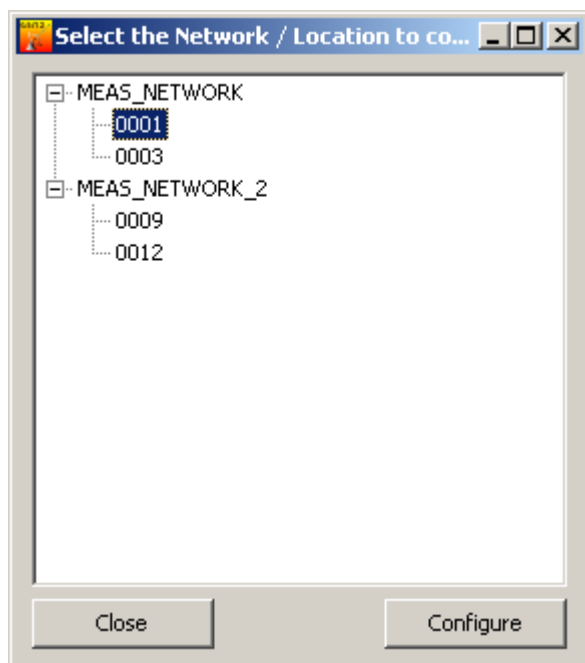 Select the Network / Location to co...
MEAS_NETWORK
0001
0003
MEAS_NETWORK_2
0009
0012
Close
Configure